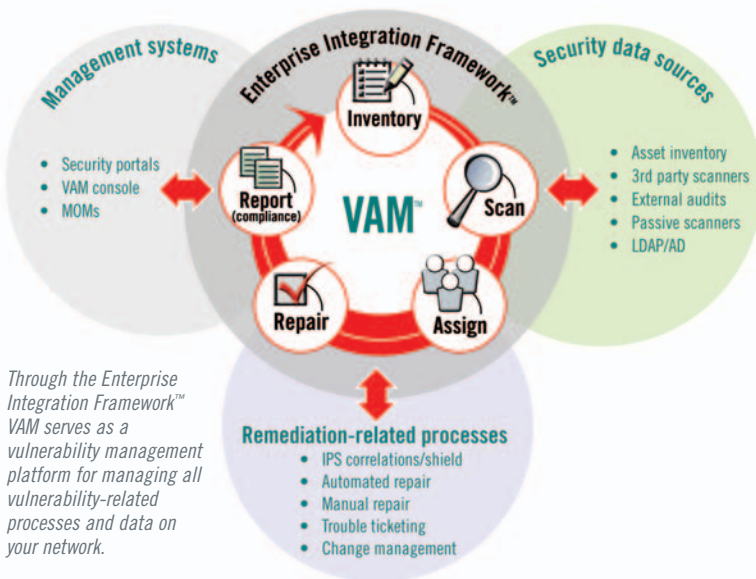 Management systems
Enterprise Integration Framework™
Security data sources
Inventory
• Security portals
• VAM console
• MOMs
Report
(compliance)
VAM™
Scan
• Asset inventory
• 3rd party scanners
• External audits
• Passive scanners
• LDAP/AD
Repair
Assign
Through the Enterprise
Integration Framework™
VAM serves as a
vulnerability management
platform for managing all
vulnerability-related
processes and data on
your network.
Remediation-related processes
• IPS correlations/shield
• Automated repair
• Manual repair
• Trouble ticketing
• Change management